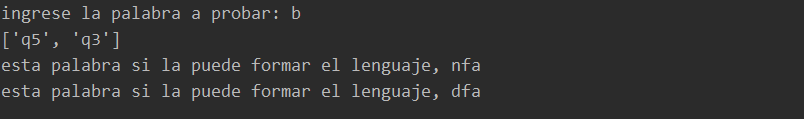 ingrese la palabra a probar: b
['q5', 'q3']
esta palabra si la puede formar el lenguaje, nfa
esta palabra si la puede formar el lenguaje, dfa